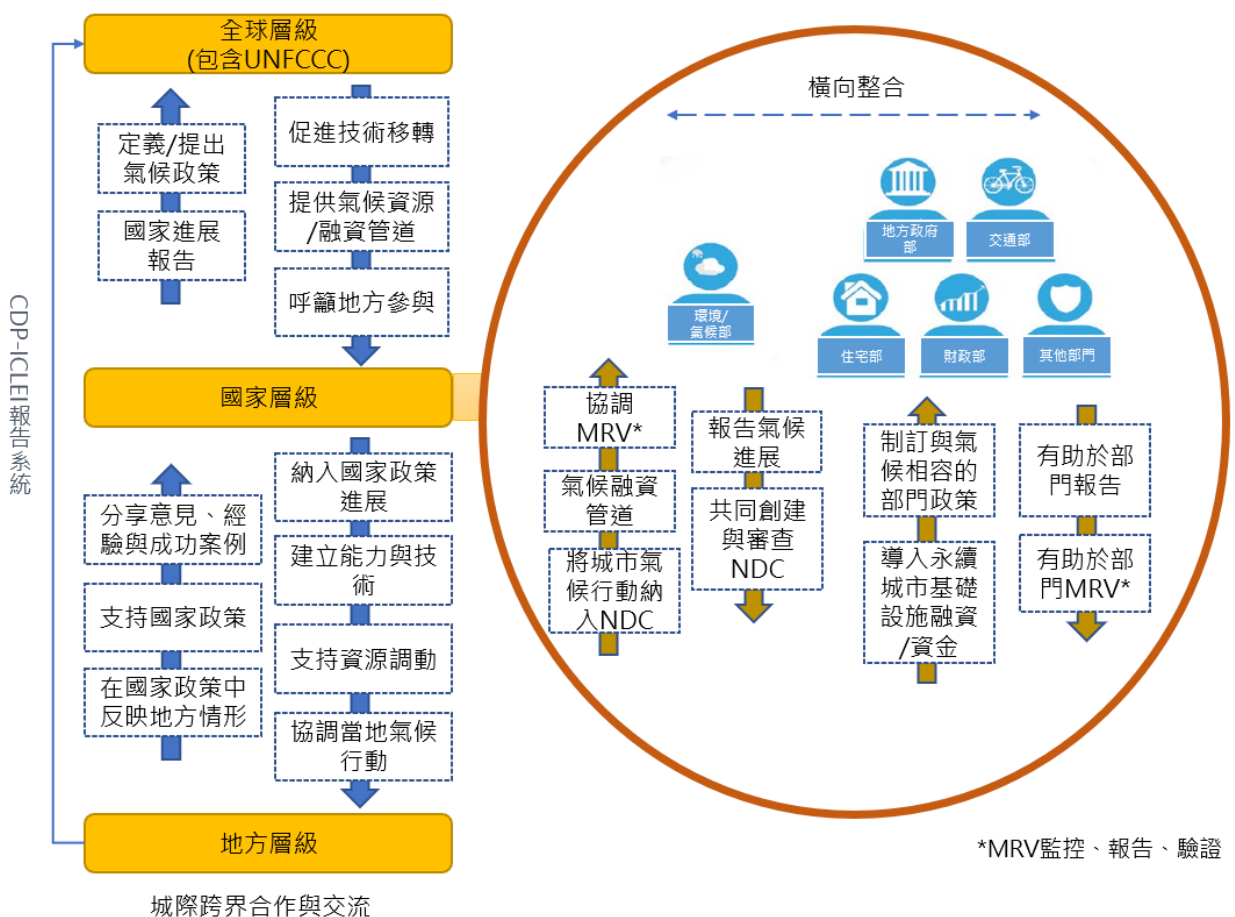 全球層級
(包含UNFCCC)
定義/提出
氣候政策
國家進展
報告
促進技術移轉
提供氣候資源
/融資管道
呼籲地方參與
國家層級
分享意見、經
驗與成功案例
支持國家政策
在國家政策中
反映地方情形
納入國家政策
進展
建立能力與技
術
支持資源調動
協調當地氣候
行動
地方層級
城際跨界合作與交流
CDP-ICLEI報告系統
橫向整合
環境/
氣候部
地方政府
部
交通部
住宅部
財政部
其他部門
協調
MRV*
氣候融資
管道
將城市氣
候行動納
入NDC
報告氣候
進展
共同創建
與審查
NDC
制訂與氣
候相容的
部門政策
導入永續
城市基礎
設施融資
/資金
有助於部
門報告
有助於部
門MRV*
*MRV監控、報告、驗證